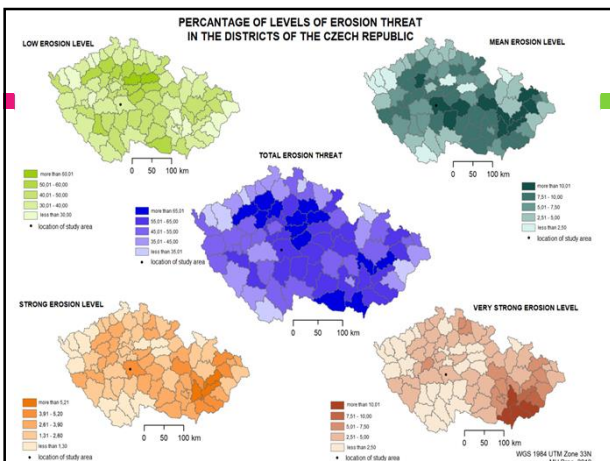 PERCANTAGE OF LEVELS OF EROSION THREAT
IN THE DISTRICTS OF THE CZECH REPUBLIC
LOW EROSION LEVEL
more than 60,01
50,01 - 60,00
40,01 - 50,00
30,01 - 40,00
less than 30,00
location of study area
0 50 100 km
MEAN EROSION LEVEL
more than 10,01
7,51 - 10,00
5,01 - 7,50
2,51 - 5,00
less than 2,50
location of study area
0 50 100 km
TOTAL EROSION THREAT
more than 65,01
55,01 - 65,00
45,01 - 55,00
35,01 - 45,00
less than 35,01
location of study area
0 50 100 km
STRONG EROSION LEVEL
more than 5,21
3,91 - 5,20
2,61 - 3,90
1,31 - 2,60
less than 1,30
location of study area
0 50 100 km
VERY STRONG EROSION LEVEL
more than 10,01
7,51 - 10,00
5,01 - 7,50
2,51 - 5,00
less than 2,50
location of study area
0 50 100 km
WGS 1984 UTM Zone 33N